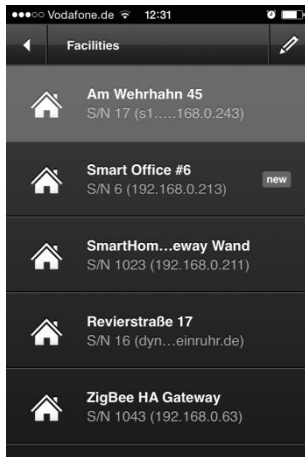 Vodafone.de 12:31
Facilities
Am Wehrhahn 45
S/N 17 (s1.....168.0.243)
Smart Office #6
S/N 6 (192.168.0.213)
new
SmartHom...eway Wand
S/N 1023 (192.168.0.211)
Revierstraße 17
S/N 16 (dyn...einruhr.de)
ZigBee HA Gateway
S/N 1043 (192.168.0.63)